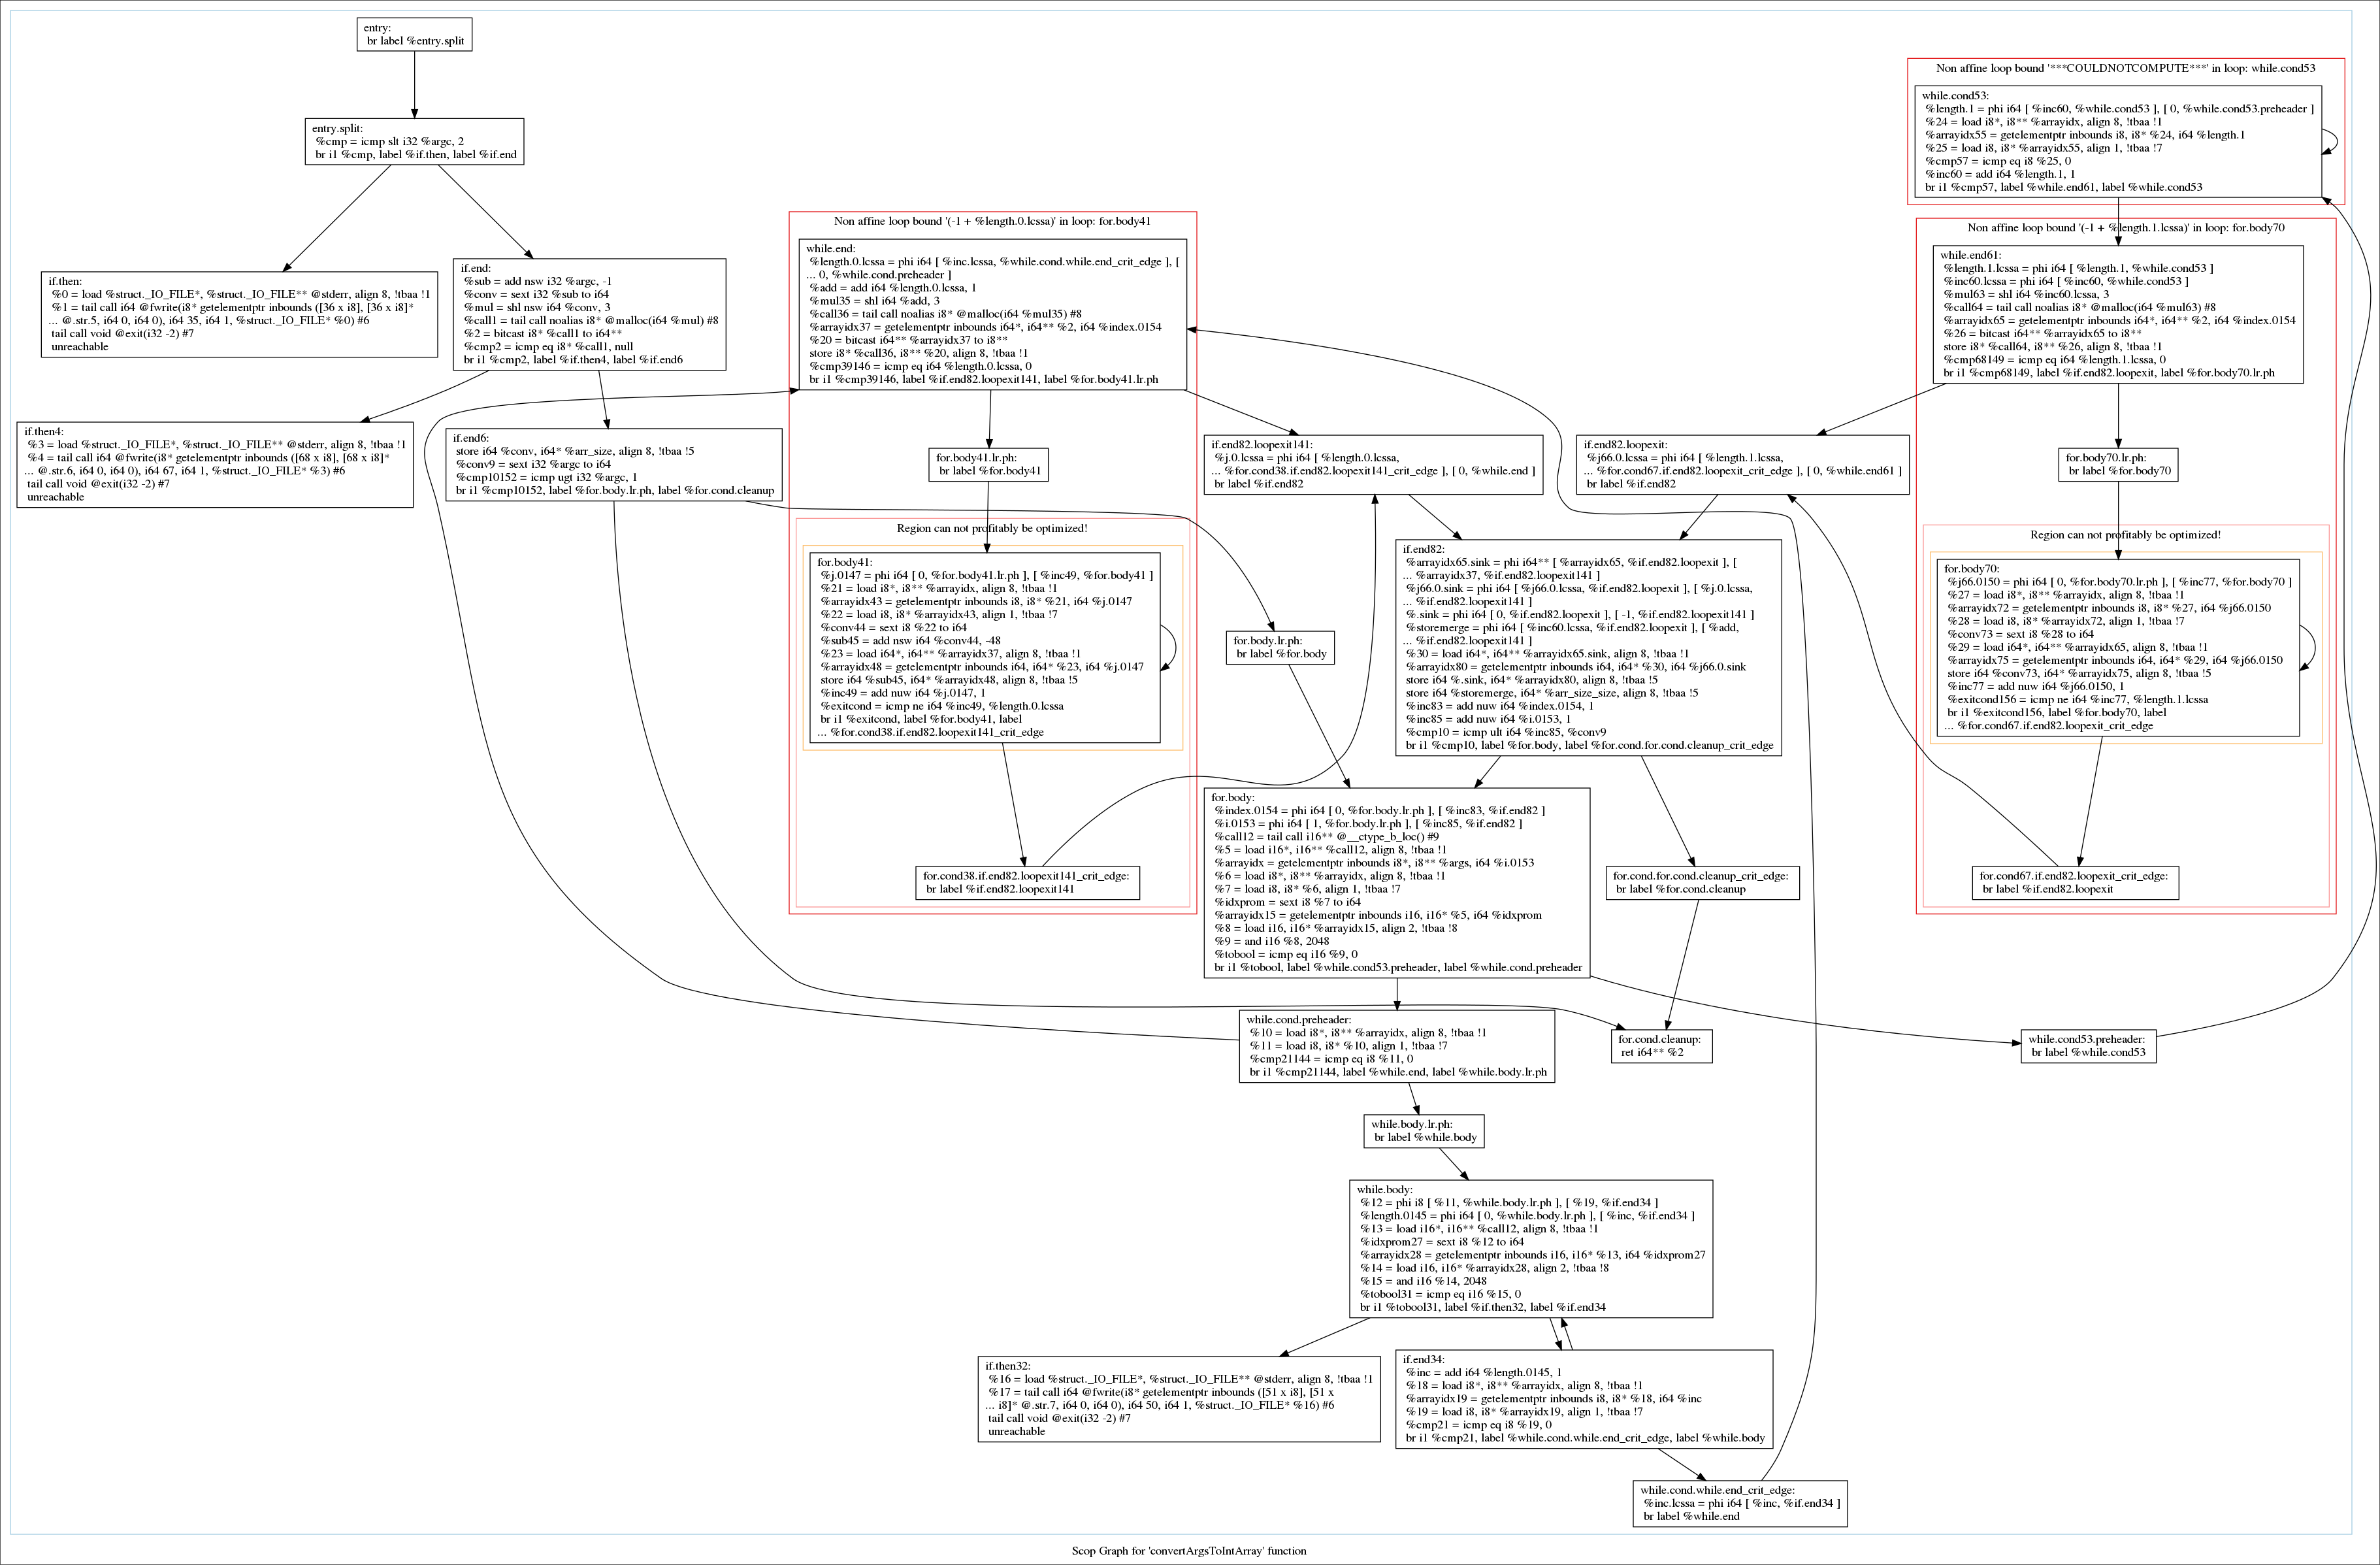 entry:
br label %entry.split
entry.split:
%cmp = icmp slt i32 %argc, 2
br i1 %cmp, label %if.then, label %if.end
if.then:
%0 = load %struct._IO_FILE*, %struct._IO_FILE** @stderr, align 8, !tbaa !1
%1 = tail call i64 @fwrite(i8* getelementptr inbounds ([36 x i8], [36 x i8]*
... @.str.5, i64 0, i64 0), i64 35, i64 1, %struct._IO_FILE* %0) #6
tail call void @exit(i32 -2) #7
unreachable
if.end:
%sub = add nsw i32 %argc, -1
%conv = sext i32 %sub to i64
%mul = shl nsw i64 %conv, 3
%call1 = tail call noalias i8* @malloc(i64 %mul) #8
%2 = bitcast i8* %call1 to i64**
%cmp2 = icmp eq i8* %call1, null
br i1 %cmp2, label %if.then4, label %if.end6
if.then4:
%3 = load %struct._IO_FILE*, %struct._IO_FILE** @stderr, align 8, !tbaa !1
%4 = tail call i64 @fwrite(i8* getelementptr inbounds ([68 x i8], [68 x i8]*
... @.str.6, i64 0, i64 0), i64 67, i64 1, %struct._IO_FILE* %3) #6
tail call void @exit(i32 -2) #7
unreachable
if.end6:
store i64 %conv, i64* %arr_size, align 8, !tbaa !5
%conv9 = sext i32 %argc to i64
%cmp10152 = icmp ugt i32 %argc, 1
br i1 %cmp10152, label %for.body.lr.ph, label %for.cond.cleanup
Non affine loop bound '(-1 + %length.0.lcssa)' in loop: for.body41
while.end:
%length.0.lcssa = phi i64 [ %inc.lcssa, %while.cond.while.end_crit_edge ], [
... 0, %while.cond.preheader ]
%add = add i64 %length.0.lcssa, 1
%mul35 = shl i64 %add, 3
%call36 = tail call noalias i8* @malloc(i64 %mul35) #8
%arrayidx37 = getelementptr inbounds i64*, i64** %2, i64 %index.0154
%20 = bitcast i64** %arrayidx37 to i8**
store i8* %call36, i8** %20, align 8, !tbaa !1
%cmp39146 = icmp eq i64 %length.0.lcssa, 0
br i1 %cmp39146, label %if.end82.loopexit141, label %for.body41.lr.ph
for.body41.lr.ph:
br label %for.body41
Region can not profitably be optimized!
for.body41:
%j.0147 = phi i64 [ 0, %for.body41.lr.ph ], [ %inc49, %for.body41 ]
%21 = load i8*, i8** %arrayidx, align 8, !tbaa !1
%arrayidx43 = getelementptr inbounds i8, i8* %21, i64 %j.0147
%22 = load i8, i8* %arrayidx43, align 1, !tbaa !7
%conv44 = sext i8 %22 to i64
%sub45 = add nsw i64 %conv44, -48
%23 = load i64*, i64** %arrayidx37, align 8, !tbaa !1
%arrayidx48 = getelementptr inbounds i64, i64* %23, i64 %j.0147
store i64 %sub45, i64* %arrayidx48, align 8, !tbaa !5
%inc49 = add nuw i64 %j.0147, 1
%exitcond = icmp ne i64 %inc49, %length.0.lcssa
br i1 %exitcond, label %for.body41, label
... %for.cond38.if.end82.loopexit141_crit_edge
for.cond38.if.end82.loopexit141_crit_edge:
br label %if.end82.loopexit141
Non affine loop bound '***COULDNOTCOMPUTE***' in loop: while.cond53
while.cond53:
%length.1 = phi i64 [ %inc60, %while.cond53 ], [ 0, %while.cond53.preheader ]
%24 = load i8*, i8** %arrayidx, align 8, !tbaa !1
%arrayidx55 = getelementptr inbounds i8, i8* %24, i64 %length.1
%25 = load i8, i8* %arrayidx55, align 1, !tbaa !7
%cmp57 = icmp eq i8 %25, 0
%inc60 = add i64 %length.1, 1
br i1 %cmp57, label %while.end61, label %while.cond53
Non affine loop bound '(-1 + %length.1.lcssa)' in loop: for.body70
while.end61:
%length.1.lcssa = phi i64 [ %length.1, %while.cond53 ]
%inc60.lcssa = phi i64 [ %inc60, %while.cond53 ]
%mul63 = shl i64 %inc60.lcssa, 3
%call64 = tail call noalias i8* @malloc(i64 %mul63) #8
%arrayidx65 = getelementptr inbounds i64*, i64** %2, i64 %index.0154
%26 = bitcast i64** %arrayidx65 to i8**
store i8* %call64, i8** %26, align 8, !tbaa !1
%cmp68149 = icmp eq i64 %length.1.lcssa, 0
br i1 %cmp68149, label %if.end82.loopexit, label %for.body70.lr.ph
for.body70.lr.ph:
br label %for.body70
Region can not profitably be optimized!
for.body70:
%j66.0150 = phi i64 [ 0, %for.body70.lr.ph ], [ %inc77, %for.body70 ]
%27 = load i8*, i8** %arrayidx, align 8, !tbaa !1
%arrayidx72 = getelementptr inbounds i8, i8* %27, i64 %j66.0150
%28 = load i8, i8* %arrayidx72, align 1, !tbaa !7
%conv73 = sext i8 %28 to i64
%29 = load i64*, i64** %arrayidx65, align 8, !tbaa !1
%arrayidx75 = getelementptr inbounds i64, i64* %29, i64 %j66.0150
store i64 %conv73, i64* %arrayidx75, align 8, !tbaa !5
%inc77 = add nuw i64 %j66.0150, 1
%exitcond156 = icmp ne i64 %inc77, %length.1.lcssa
br i1 %exitcond156, label %for.body70, label
... %for.cond67.if.end82.loopexit_crit_edge
for.cond67.if.end82.loopexit_crit_edge:
br label %if.end82.loopexit
if.end82.loopexit141:
%j.0.lcssa = phi i64 [ %length.0.lcssa,
... %for.cond38.if.end82.loopexit141_crit_edge ], [ 0, %while.end ]
br label %if.end82
if.end82.loopexit:
%j66.0.lcssa = phi i64 [ %length.1.lcssa,
... %for.cond67.if.end82.loopexit_crit_edge ], [ 0, %while.end61 ]
br label %if.end82
if.end82:
%arrayidx65.sink = phi i64** [ %arrayidx65, %if.end82.loopexit ], [
... %arrayidx37, %if.end82.loopexit141 ]
%j66.0.sink = phi i64 [ %j66.0.lcssa, %if.end82.loopexit ], [ %j.0.lcssa,
... %if.end82.loopexit141 ]
%.sink = phi i64 [ 0, %if.end82.loopexit ], [ -1, %if.end82.loopexit141 ]
%storemerge = phi i64 [ %inc60.lcssa, %if.end82.loopexit ], [ %add,
... %if.end82.loopexit141 ]
%30 = load i64*, i64** %arrayidx65.sink, align 8, !tbaa !1
%arrayidx80 = getelementptr inbounds i64, i64* %30, i64 %j66.0.sink
store i64 %.sink, i64* %arrayidx80, align 8, !tbaa !5
store i64 %storemerge, i64* %arr_size_size, align 8, !tbaa !5
%inc83 = add nuw i64 %index.0154, 1
%inc85 = add nuw i64 %i.0153, 1
%cmp10 = icmp ult i64 %inc85, %conv9
br i1 %cmp10, label %for.body, label %for.cond.for.cond.cleanup_crit_edge
for.body.lr.ph:
br label %for.body
for.body:
%index.0154 = phi i64 [ 0, %for.body.lr.ph ], [ %inc83, %if.end82 ]
%i.0153 = phi i64 [ 1, %for.body.lr.ph ], [ %inc85, %if.end82 ]
%call12 = tail call i16** @__ctype_b_loc() #9
%5 = load i16*, i16** %call12, align 8, !tbaa !1
%arrayidx = getelementptr inbounds i8*, i8** %args, i64 %i.0153
%6 = load i8*, i8** %arrayidx, align 8, !tbaa !1
%7 = load i8, i8* %6, align 1, !tbaa !7
%idxprom = sext i8 %7 to i64
%arrayidx15 = getelementptr inbounds i16, i16* %5, i64 %idxprom
%8 = load i16, i16* %arrayidx15, align 2, !tbaa !8
%9 = and i16 %8, 2048
%tobool = icmp eq i16 %9, 0
br i1 %tobool, label %while.cond53.preheader, label %while.cond.preheader
for.cond.for.cond.cleanup_crit_edge:
br label %for.cond.cleanup
while.cond.preheader:
%10 = load i8*, i8** %arrayidx, align 8, !tbaa !1
%11 = load i8, i8* %10, align 1, !tbaa !7
%cmp21144 = icmp eq i8 %11, 0
br i1 %cmp21144, label %while.end, label %while.body.lr.ph
for.cond.cleanup:
ret i64** %2
while.cond53.preheader:
br label %while.cond53
while.body.lr.ph:
br label %while.body
while.body:
%12 = phi i8 [ %11, %while.body.lr.ph ], [ %19, %if.end34 ]
%length.0145 = phi i64 [ 0, %while.body.lr.ph ], [ %inc, %if.end34 ]
%13 = load i16*, i16** %call12, align 8, !tbaa !1
%idxprom27 = sext i8 %12 to i64
%arrayidx28 = getelementptr inbounds i16, i16* %13, i64 %idxprom27
%14 = load i16, i16* %arrayidx28, align 2, !tbaa !8
%15 = and i16 %14, 2048
%tobool31 = icmp eq i16 %15, 0
br i1 %tobool31, label %if.then32, label %if.end34
if.then32:
%16 = load %struct._IO_FILE*, %struct._IO_FILE** @stderr, align 8, !tbaa !1
%17 = tail call i64 @fwrite(i8* getelementptr inbounds ([51 x i8], [51 x
... i8]* @.str.7, i64 0, i64 0), i64 50, i64 1, %struct._IO_FILE* %16) #6
tail call void @exit(i32 -2) #7
unreachable
if.end34:
%inc = add i64 %length.0145, 1
%18 = load i8*, i8** %arrayidx, align 8, !tbaa !1
%arrayidx19 = getelementptr inbounds i8, i8* %18, i64 %inc
%19 = load i8, i8* %arrayidx19, align 1, !tbaa !7
%cmp21 = icmp eq i8 %19, 0
br i1 %cmp21, label %while.cond.while.end_crit_edge, label %while.body
while.cond.while.end_crit_edge:
%inc.lcssa = phi i64 [ %inc, %if.end34 ]
br label %while.end
Scop Graph for 'convertArgsToIntArray' function